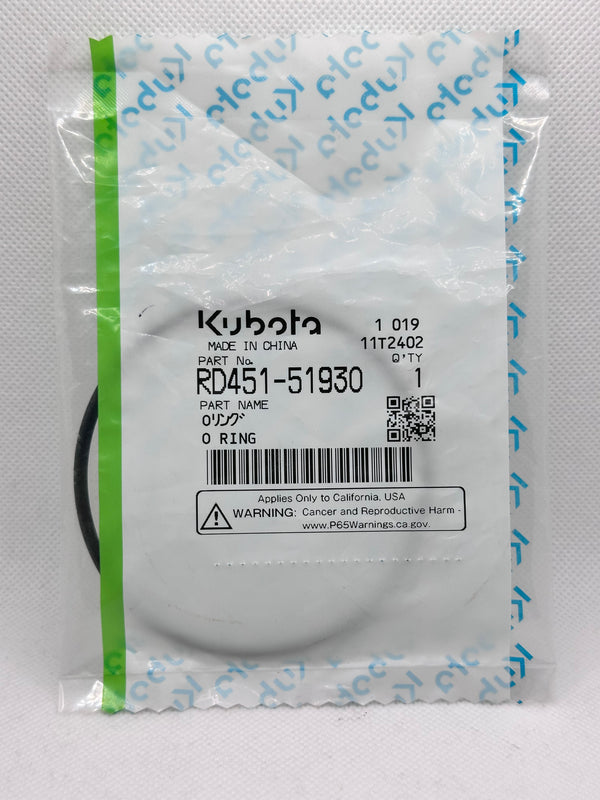 Kubota 1 019
MADE IN CHINA 11T2402
PART No. Q'TY
RD451-51930 1
PART NAME
Oリング
O RING
Applies Only to California, USA
WARNING: Cancer and Reproductive Harm -
www.P65Warnings.ca.gov.